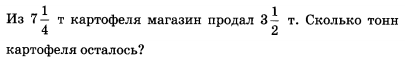 Из 7 1/4 т картофеля магазин продал 3 1/2 т. Сколько тонн
картофеля осталось?